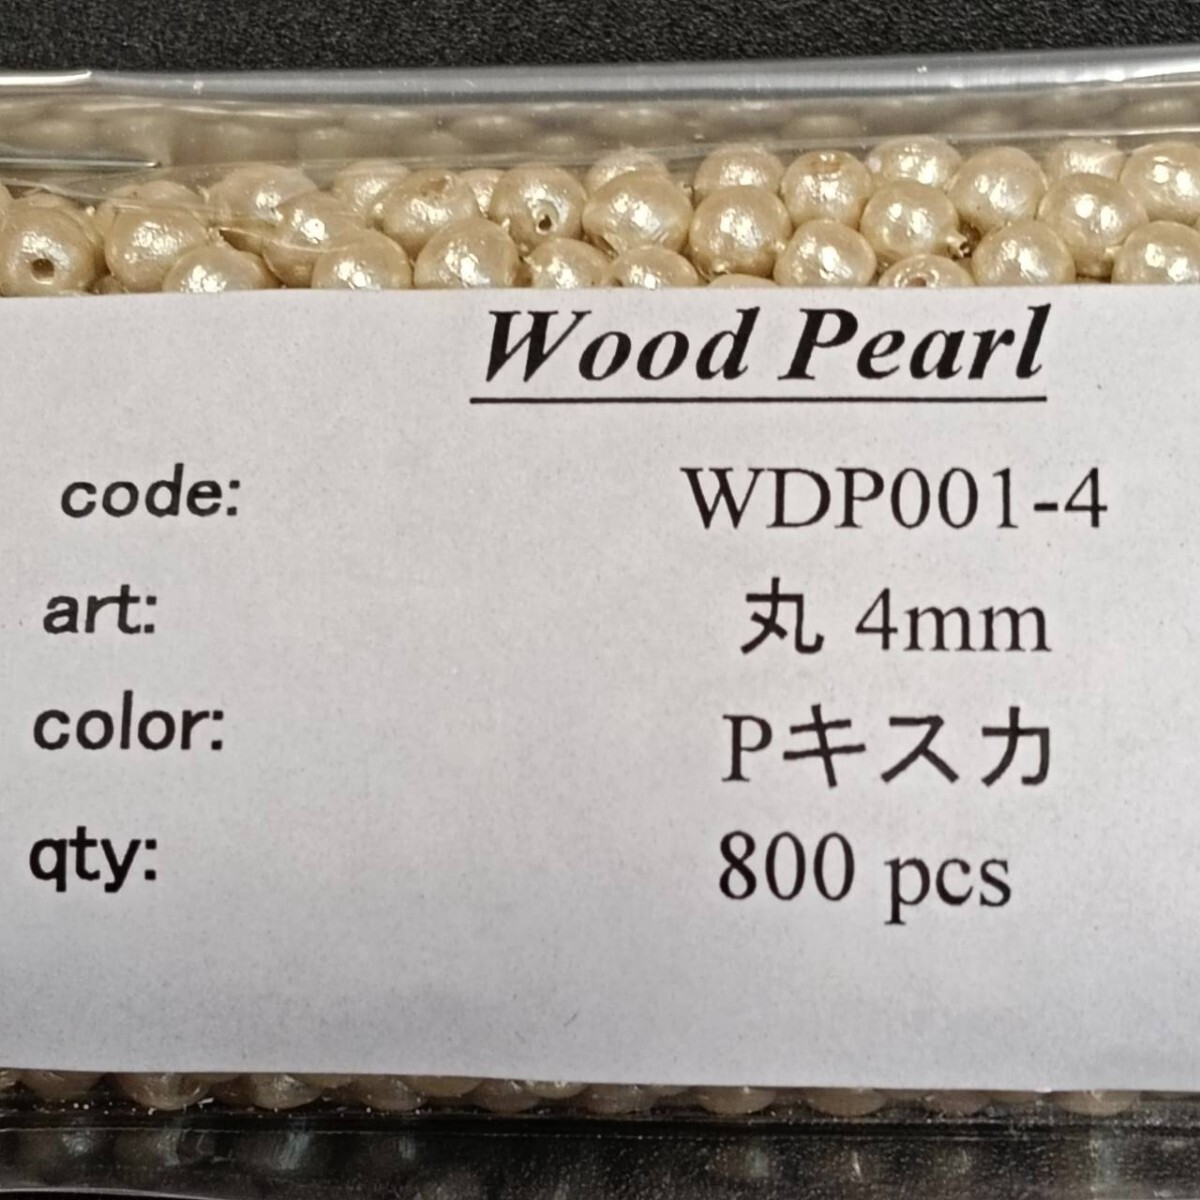 Wood Pearl
code: WDP001-4
art: 丸 4mm
color: Pキスカ
qty: 800 pcs